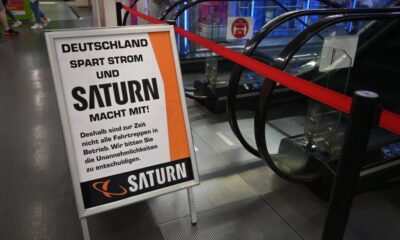 SATURN
DEUTSCHLAND
SPART STROM
UND
SATURN
MACHT MIT!
Deshalb sind zur Zeit
nicht alle Fahrtreppen in
Betrieb. Wir bitten Sie
die Unannehmlichkeiten
zu entschuldigen.
SATURN